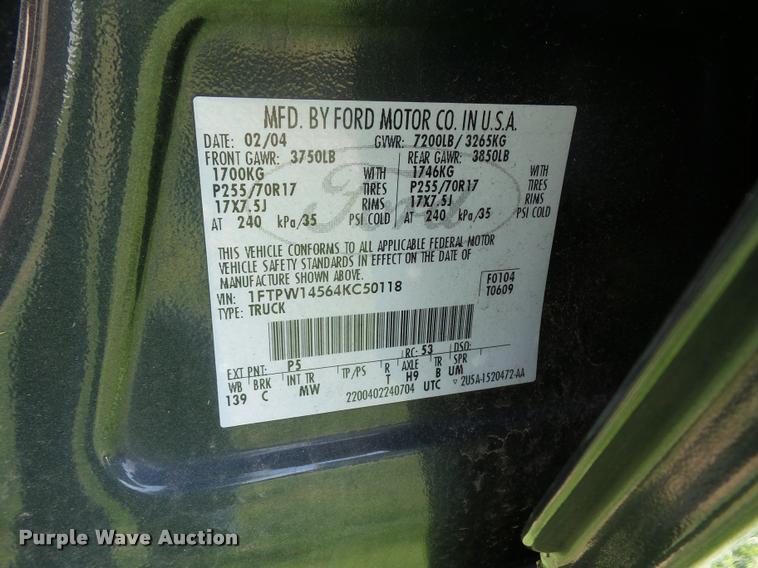 MFD. BY FORD MOTOR CO. IN U.S.A.
DATE: 02/04 GVWR: 7200LB/ 3265KG
FRONT GAWR: 3750LB REAR GAWR: 3850LB
1700KG WITH 1746KG WITH
P255/70R17 TIRES P255/70R17 TIRES
17X7.5J RIMS 17X7.5J RIMS
AT 240 kPa/35 PSI COLD AT 240 kPa/35 PSI COLD
Ford
THIS VEHICLE CONFORMS TO ALL APPLICABLE FEDERAL MOTOR
VEHICLE SAFETY STANDARDS IN EFFECT ON THE DATE OF
MANUFACTURE SHOWN ABOVE.
VIN: 1FTPW14564KC50118 F0104
TYPE: TRUCK T0609
EXT PNT: P5 RC: 53 DSO:
WB BRK INT TR TP/PS R AXLE TR SPR
139 C MW T H9 B UM
2200402240704 UTC 2U5A-1520472-AA
Purple Wave Auction